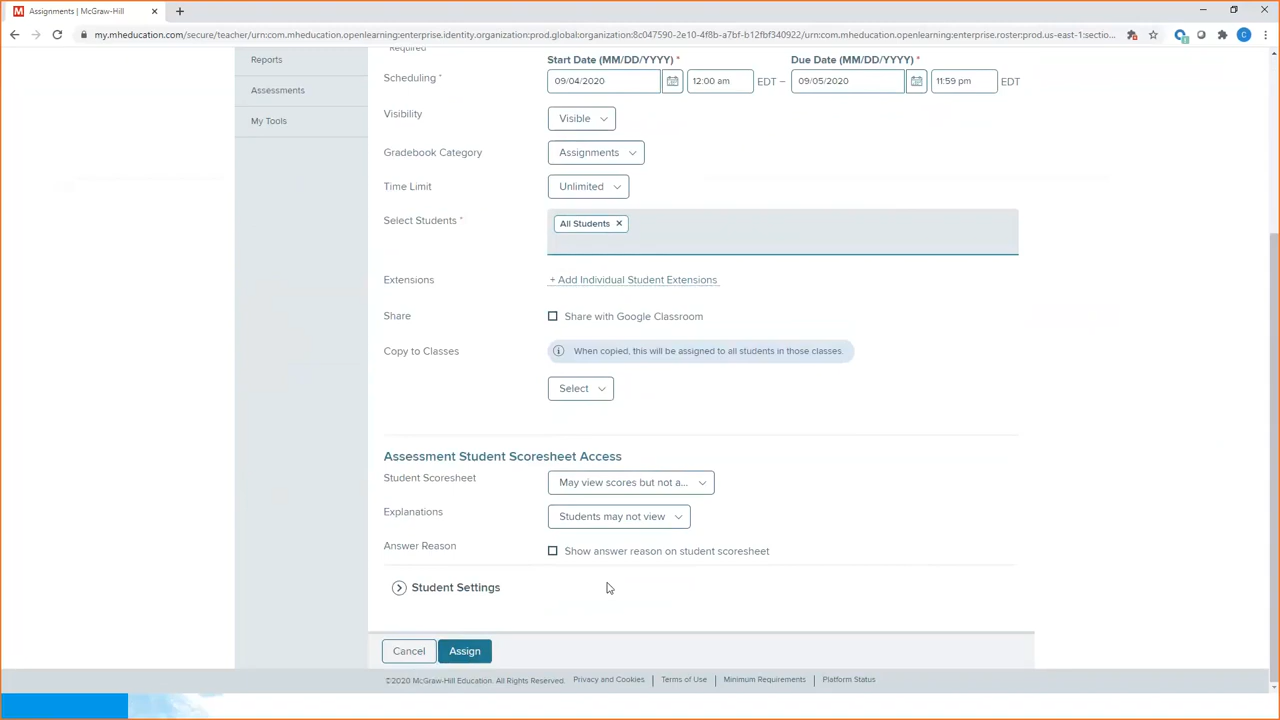 Assignments | McGraw-Hill
my.mheducation.com/secure/teacher/urn:com.mheducation.openlearning:enterprise.identity.organization:prod.global:organization:8c047590-2e10-4f8b-a7bf-b12fbf340922/urn:com.mheducation.openlearning:enterprise.roster:prod.us-east-1:sectio...
C
Required
Reports
Assessments
My Tools
Start Date (MM/DD/YYYY) * Due Date (MM/DD/YYYY) *
Scheduling * 09/04/2020 12:00 am EDT – 09/05/2020 11:59 pm EDT
Visibility Visible
Gradebook Category Assignments
Time Limit Unlimited
Select Students * All Students ×
Extensions + Add Individual Student Extensions
Share Share with Google Classroom
Copy to Classes When copied, this will be assigned to all students in those classes.
Select
Assessment Student Scoresheet Access
Student Scoresheet May view scores but not a...
Explanations Students may not view
Answer Reason Show answer reason on student scoresheet
Student Settings
Cancel Assign
©2020 McGraw-Hill Education. All Rights Reserved. Privacy and Cookies | Terms of Use | Minimum Requirements | Platform Status